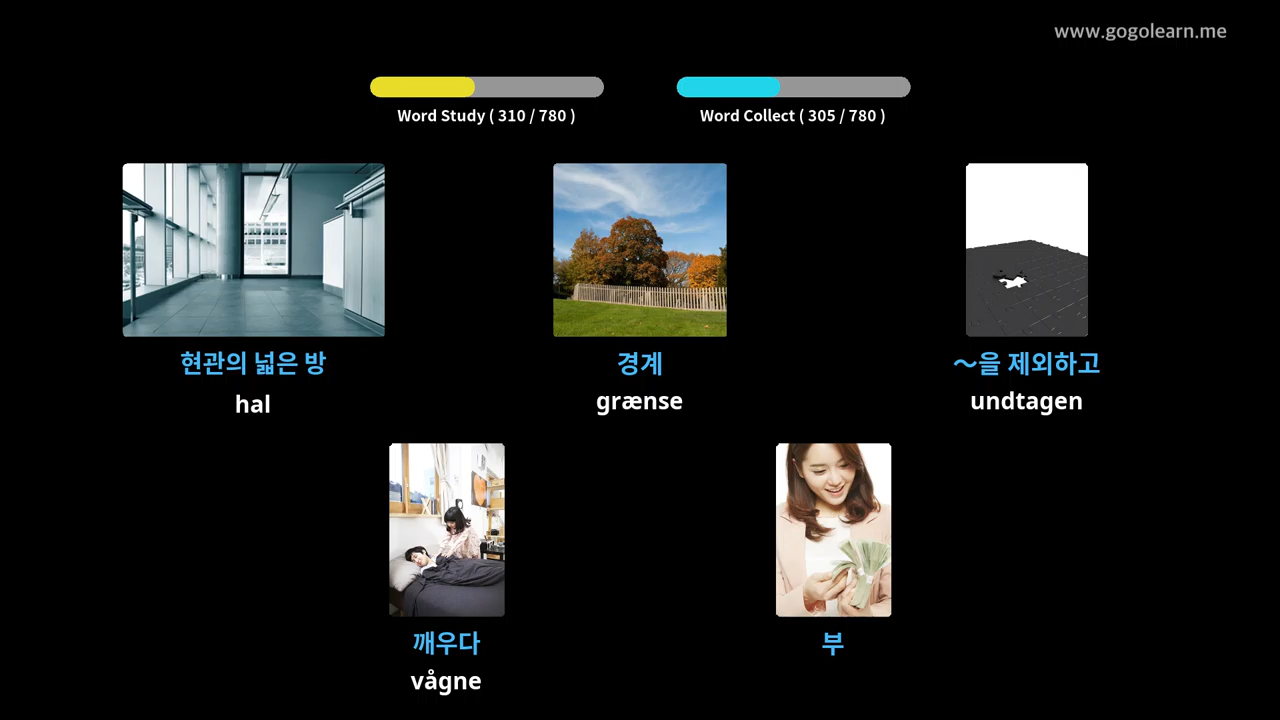 www.gogolearn.me
Word Study ( 310 / 780 )
Word Collect ( 305 / 780 )
현관의 넓은 방
hal
경계
grænse
〜을 제외하고
undtagen
깨우다
vågne
부